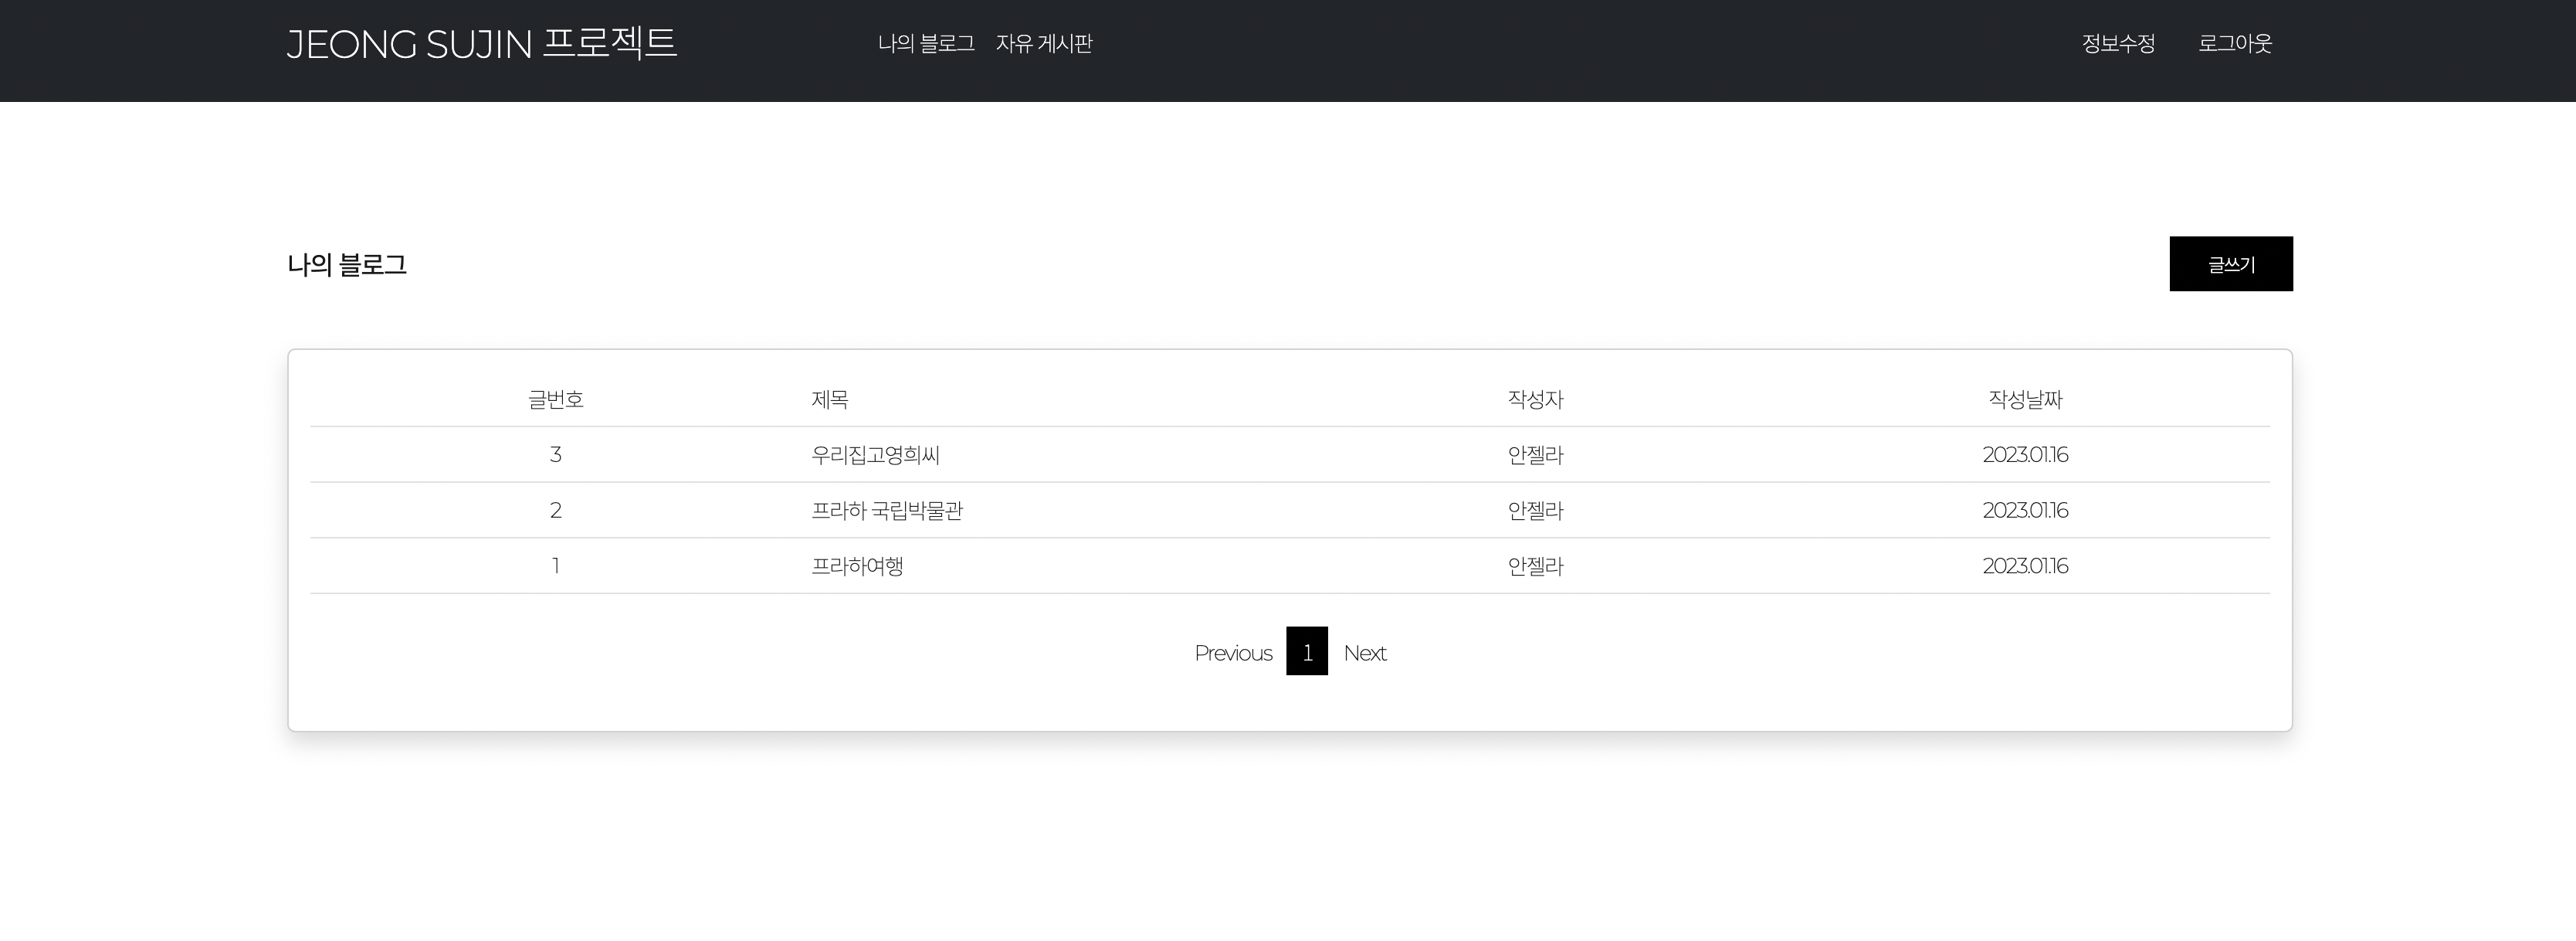 JEONG SUJIN 프로젝트 나의 블로그 자유 게시판 정보수정 로그아웃
나의 블로그 글쓰기
글번호 제목 작성자 작성날짜
3 우리집고영희씨 안젤라 2023.01.16
2 프라하 국립박물관 안젤라 2023.01.16
1 프라하여행 안젤라 2023.01.16
Previous 1 Next